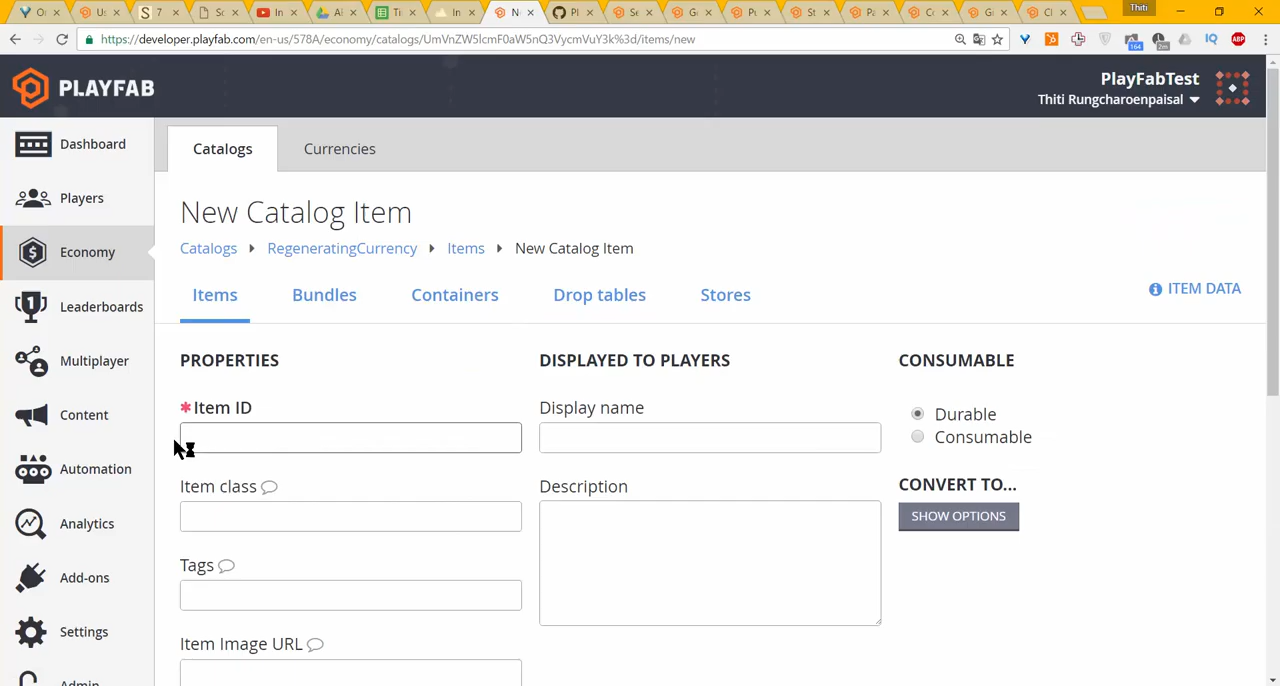 Thiti
https://developer.playfab.com/en-us/578A/economy/catalogs/UmVnZW5lcmF0aW5nQ3VycmVuY3k%3d/items/new
PLAYFAB
PlayFabTest
Thiti Rungcharoenpaisal
Dashboard
Players
Economy
Leaderboards
Multiplayer
Content
Automation
Analytics
Add-ons
Settings
Admin
Catalogs
Currencies
New Catalog Item
Catalogs
RegeneratingCurrency
Items
New Catalog Item
Items
Bundles
Containers
Drop tables
Stores
ITEM DATA
PROPERTIES
DISPLAYED TO PLAYERS
CONSUMABLE
*Item ID
Display name
Durable
Consumable
Item class
Description
CONVERT TO...
SHOW OPTIONS
Tags
Item Image URL